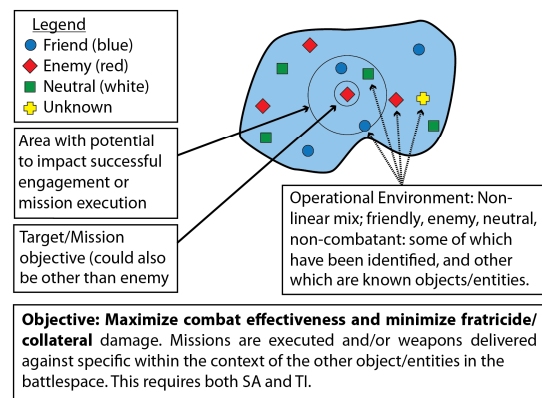 Legend
Friend (blue)
Enemy (red)
Neutral (white)
Unknown
Area with potential
to impact successful
engagement or
mission execution
Target/Mission
objective (could also
be other than enemy
Operational Environment: Non-
linear mix; friendly, enemy, neutral,
non-combatant: some of which
have been identified, and other
which are known objects/entities.
Objective: Maximize combat effectiveness and minimize fratricide/
collateral damage. Missions are executed and/or weapons delivered
against specific within the context of the other object/entities in the
battlespace. This requires both SA and TI.